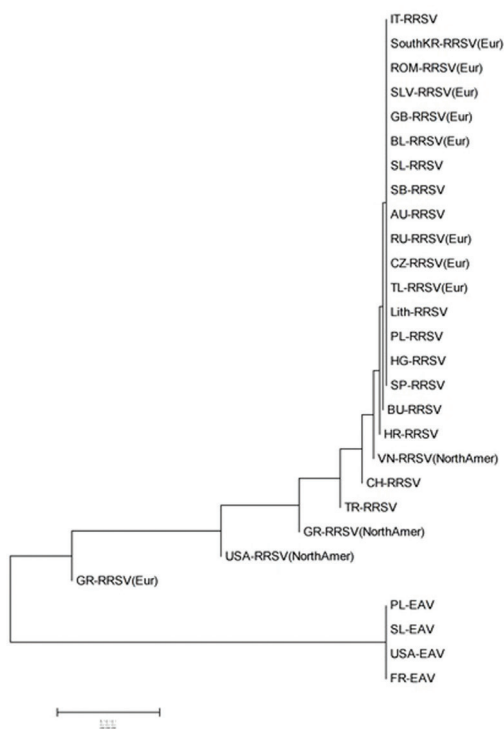 IT-RRSV
SouthKR-RRSV(Eur)
ROM-RRSV(Eur)
SLV-RRSV(Eur)
GB-RRSV(Eur)
BL-RRSV(Eur)
SL-RRSV
SB-RRSV
AU-RRSV
RU-RRSV(Eur)
CZ-RRSV(Eur)
TL-RRSV(Eur)
Lith-RRSV
PL-RRSV
HG-RRSV
SP-RRSV
BU-RRSV
HR-RRSV
VN-RRSV(NorthAmer)
CH-RRSV
TR-RRSV
GR-RRSV(NorthAmer)
USA-RRSV(NorthAmer)
GR-RRSV(Eur)
PL-EAV
SL-EAV
USA-EAV
FR-EAV